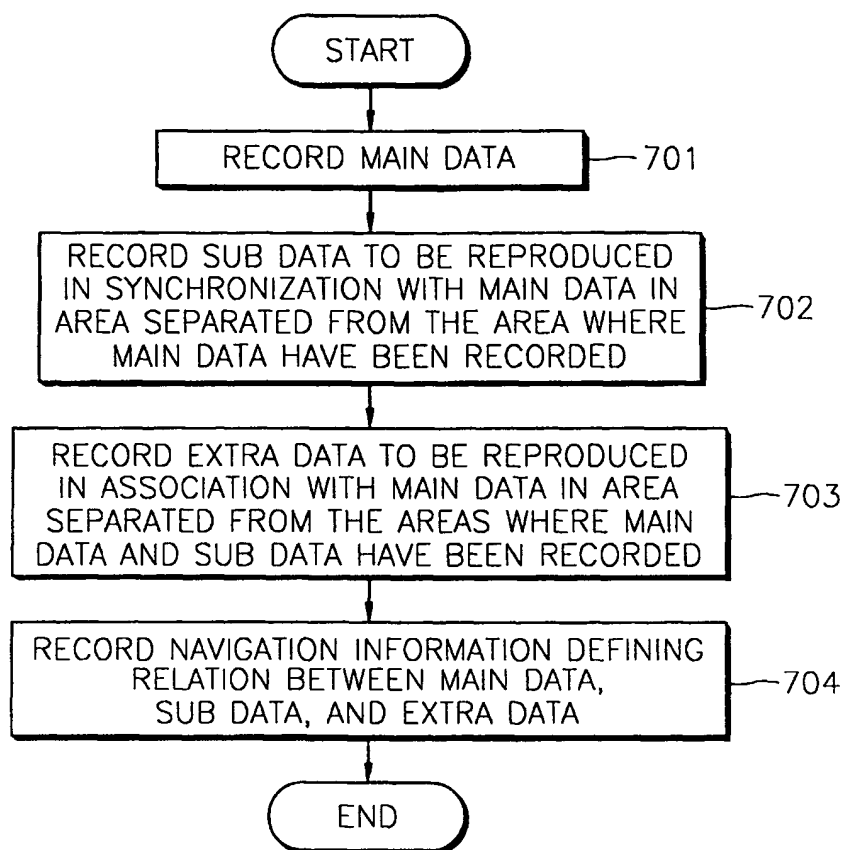 START
RECORD MAIN DATA
701
RECORD SUB DATA TO BE REPRODUCED
IN SYNCHRONIZATION WITH MAIN DATA IN
AREA SEPARATED FROM THE AREA WHERE
MAIN DATA HAVE BEEN RECORDED
702
RECORD EXTRA DATA TO BE REPRODUCED
IN ASSOCIATION WITH MAIN DATA IN AREA
SEPARATED FROM THE AREAS WHERE MAIN
DATA AND SUB DATA HAVE BEEN RECORDED
703
RECORD NAVIGATION INFORMATION DEFINING
RELATION BETWEEN MAIN DATA,
SUB DATA, AND EXTRA DATA
704
END